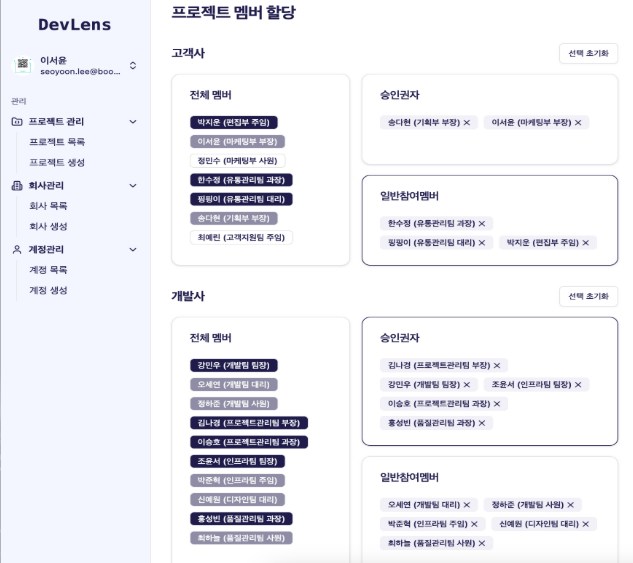 DevLens
이서윤
seoyoon.lee@boo...
관리
프로젝트 관리
프로젝트 목록
프로젝트 생성
회사관리
회사 목록
회사 생성
계정관리
계정 목록
계정 생성
프로젝트 멤버 할당
고객사
선택 초기화
전체 멤버
박지운 (편집부 주임)
이서윤 (마케팅부 부장)
정민수 (마케팅부 사원)
한수정 (유통관리팀 과장)
핑핑이 (유통관리팀 대리)
송다현 (기획부 부장)
최예린 (고객지원팀 주임)
승인권자
송다현 (기획부 부장) ✕ 이서윤 (마케팅부 부장) ✕
일반참여멤버
한수정 (유통관리팀 과장) ✕
핑핑이 (유통관리팀 대리) ✕ 박지운 (편집부 주임) ✕
개발사
선택 초기화
전체 멤버
강민우 (개발팀 팀장)
오세연 (개발팀 대리)
정하준 (개발팀 사원)
김나경 (프로젝트관리팀 부장)
이승호 (프로젝트관리팀 과장)
조윤서 (인프라팀 팀장)
박준혁 (인프라팀 주임)
신예원 (디자인팀 대리)
홍성빈 (품질관리팀 과장)
최하늘 (품질관리팀 사원)
승인권자
김나경 (프로젝트관리팀 부장) ✕
강민우 (개발팀 팀장) ✕ 조윤서 (인프라팀 팀장) ✕
이승호 (프로젝트관리팀 과장) ✕
홍성빈 (품질관리팀 과장) ✕
일반참여멤버
오세연 (개발팀 대리) ✕ 정하준 (개발팀 사원) ✕
박준혁 (인프라팀 주임) ✕ 신예원 (디자인팀 대리) ✕
최하늘 (품질관리팀 사원) ✕